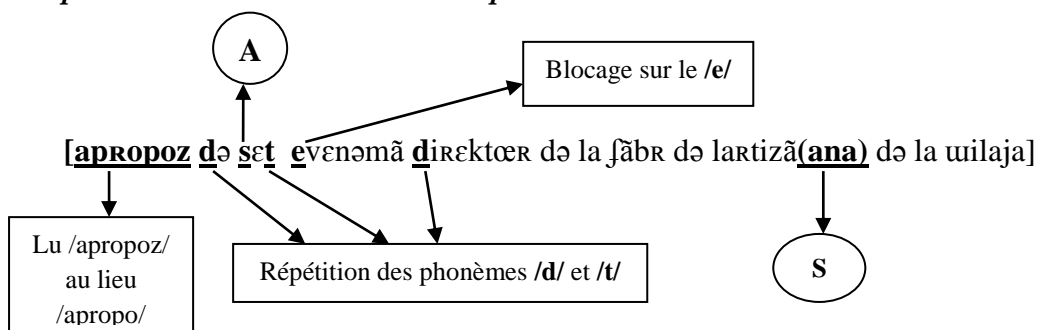 A
Blocage sur le /e/
[apʀopoz də sɛt evɛnəmã diʀɛktœʀ də la ʃãbʀ də laʀtizã(ana) də la ɯilaja]
Lu /apropoz/
au lieu
/apropo/
Répétition des phonèmes /d/ et /t/
S